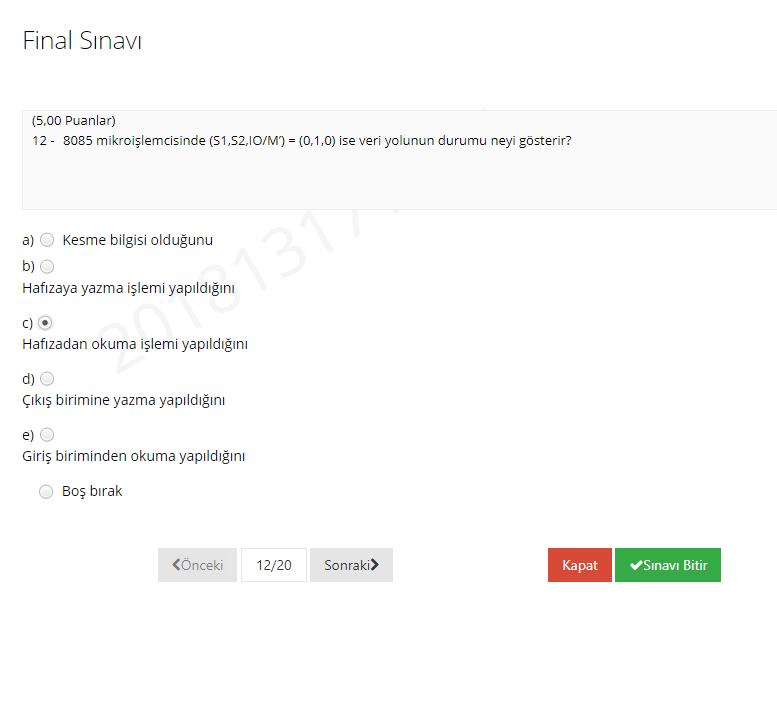 Final Sınavı
(5,00 Puanlar)
12 - 8085 mikroişlemcisinde (S1,S2,IO/M') = (0,1,0) ise veri yolunun durumu neyi gösterir?
a) Kesme bilgisi olduğunu
b)
Hafızaya yazma işlemi yapıldığını
c)
Hafızadan okuma işlemi yapıldığını
d)
Çıkış birimine yazma yapıldığını
e)
Giriş biriminden okuma yapıldığını
Boş bırak
Önceki 12/20 Sonraki Kapat Sınavı Bitir